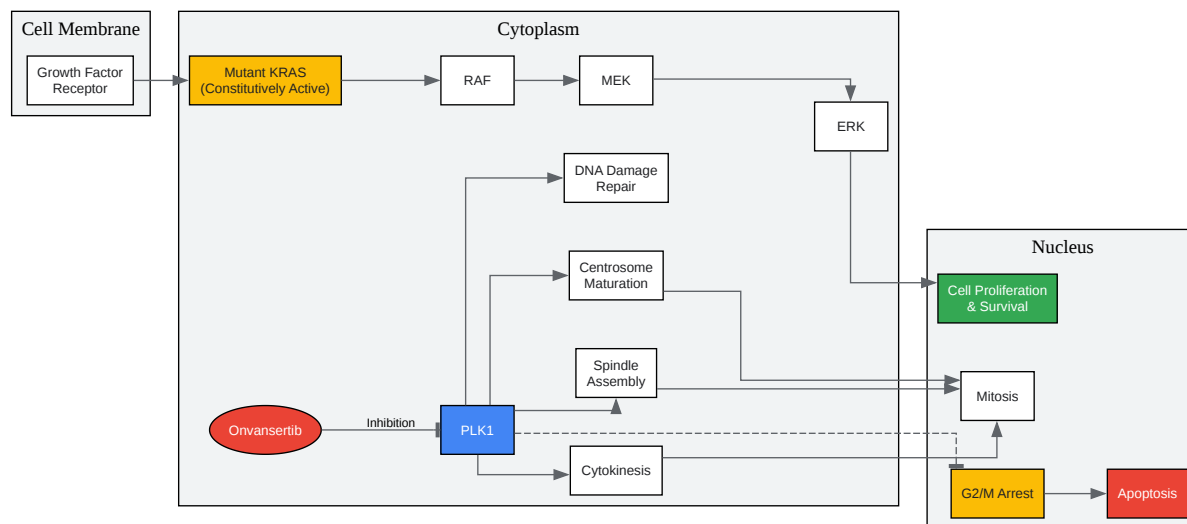 Cell Membrane
Growth Factor
Receptor
Cytoplasm
Mutant KRAS
(Constitutively Active)
RAF
MEK
ERK
DNA Damage
Repair
Centrosome
Maturation
Spindle
Assembly
Onvansertib
Inhibition
PLK1
Cytokinesis
Nucleus
Cell Proliferation
& Survival
Mitosis
G2/M Arrest
Apoptosis